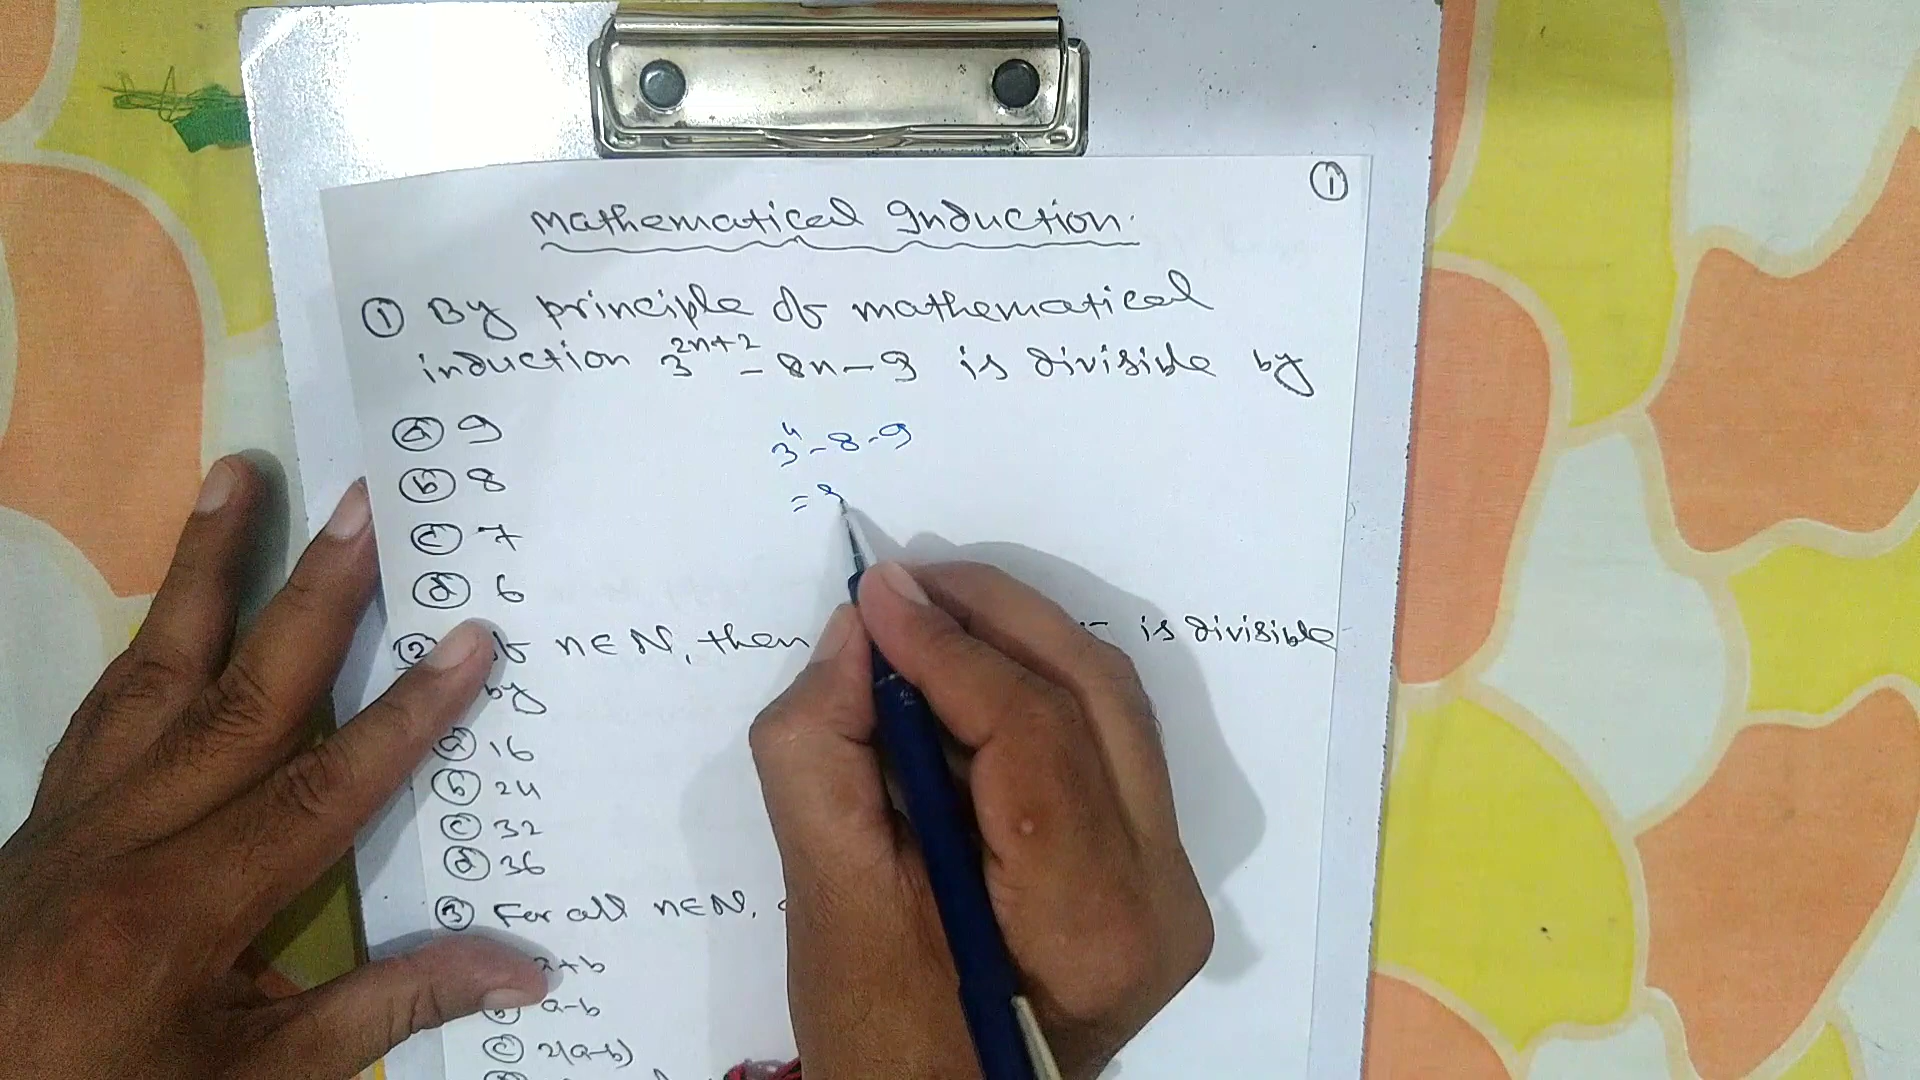 ①
Mathematical Induction.
① By principle of mathematical
induction 3^{2n+2} - 8n - 9 is divisible by
ⓐ 9
3^4 - 8 - 9
ⓑ 8
= 8
ⓒ 7
ⓓ 6
② If n∈N, then is divisible
by
ⓐ 16
ⓑ 24
ⓒ 32
ⓓ 36
③ For all n∈N,
a+b
ⓑ a-b
ⓒ 2(a-b)